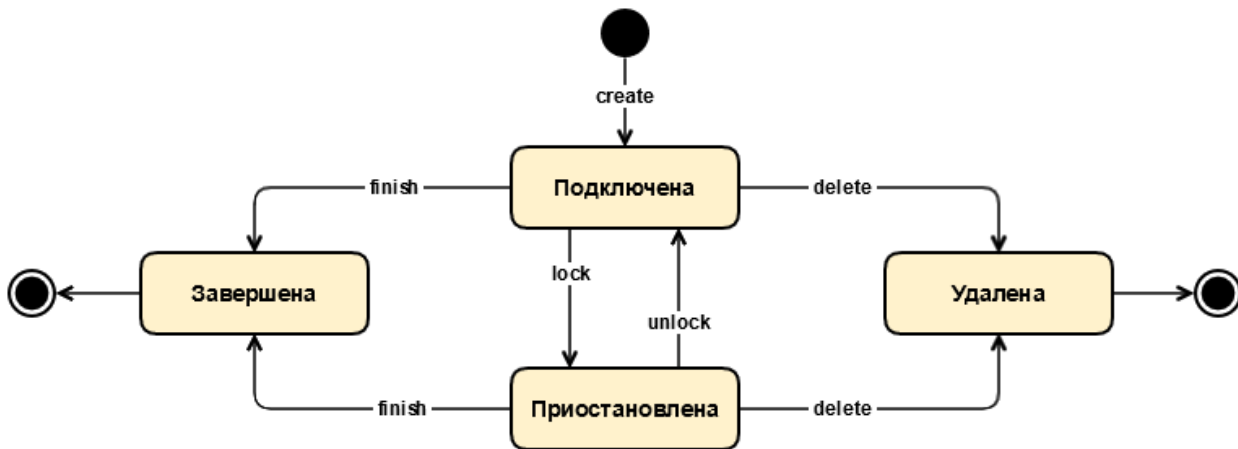 create
finish
Подключена
delete
Завершена
lock
unlock
Удалена
finish
Приостановлена
delete